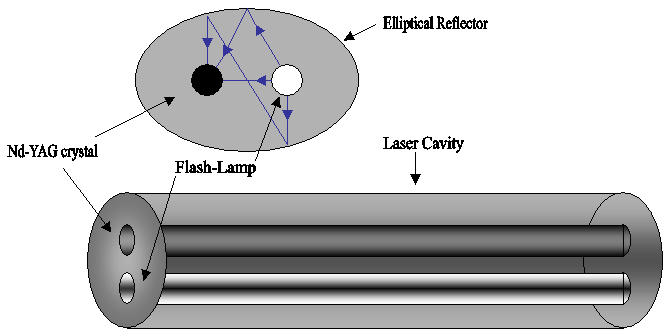 Elliptical Reflector
Nd-YAG crystal
Flash-Lamp
Laser Cavity